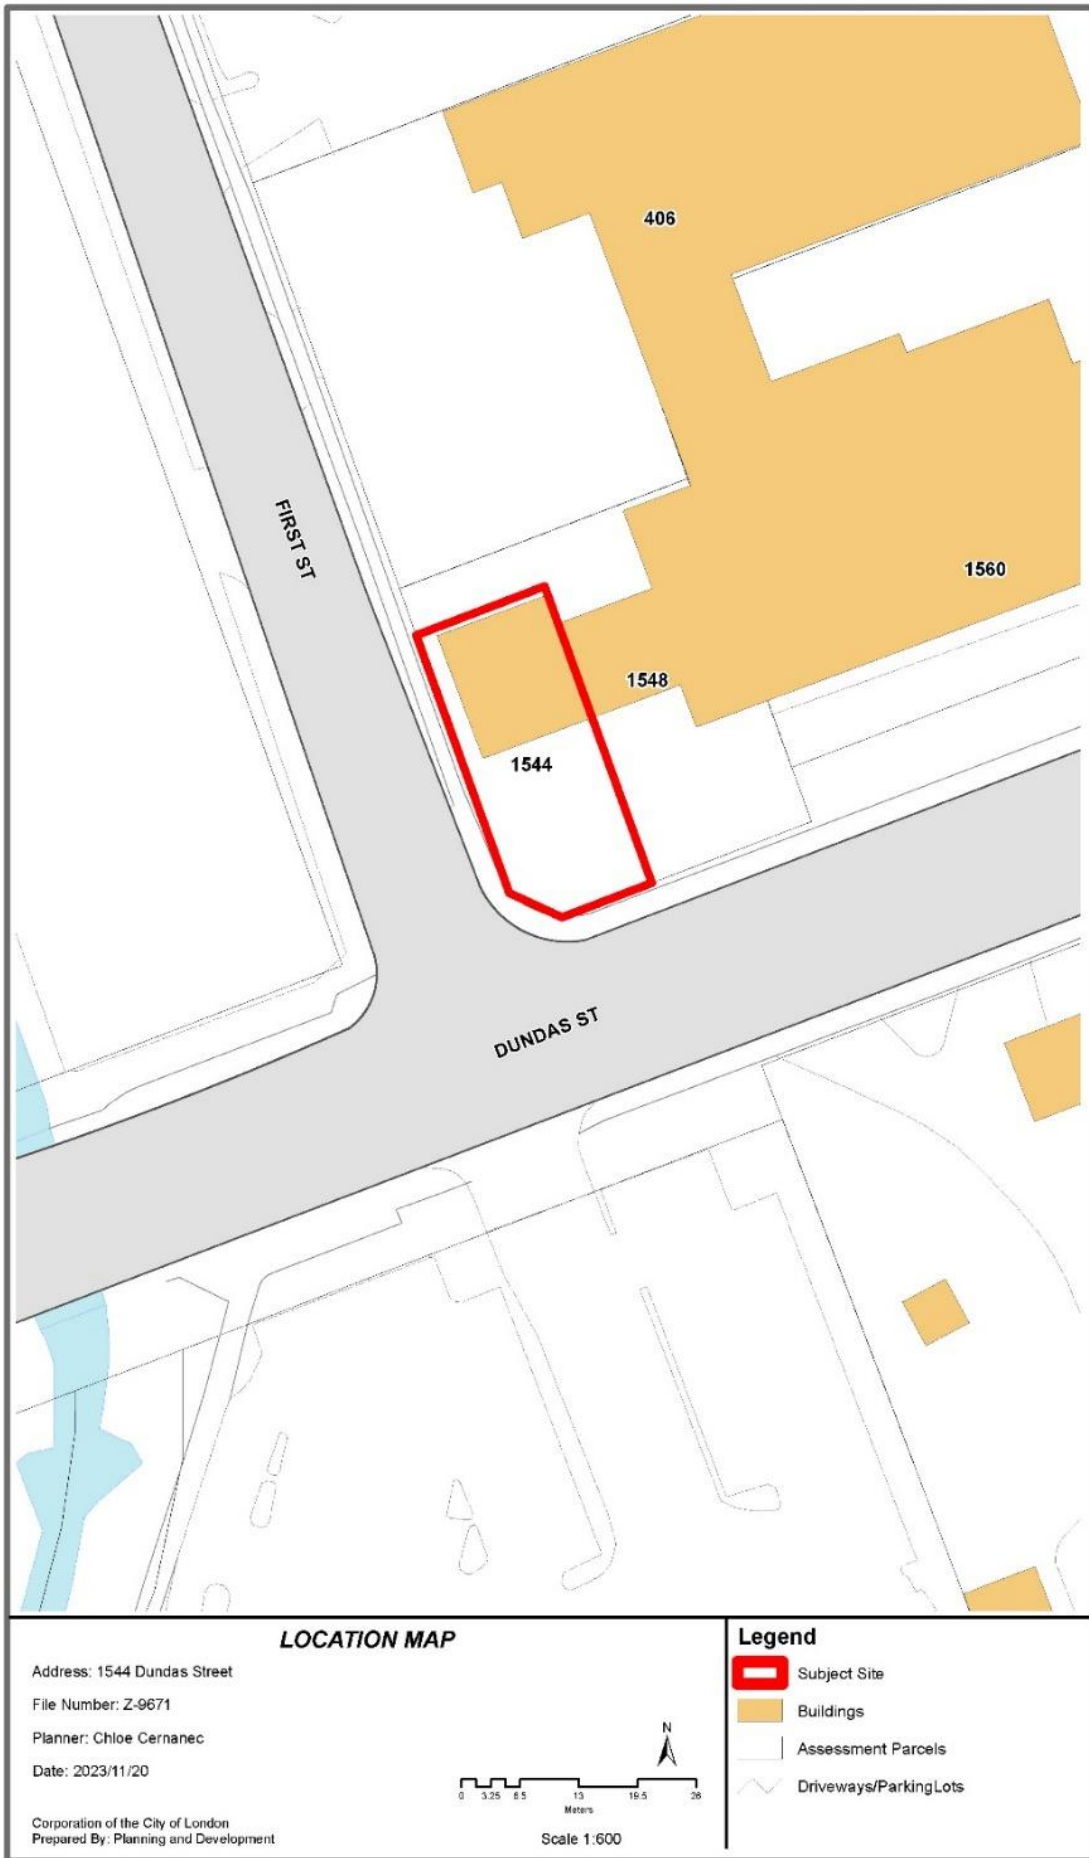 406
FIRST ST
1560
1548
1544
DUNDAS ST
LOCATION MAP
Address: 1544 Dundas Street
File Number: Z-9671
Planner: Chloe Cernanec
Date: 2023/11/20
Corporation of the City of London
Prepared By: Planning and Development
N
0 3.25 6.5 13 19.5 26
Meters
Scale 1:600
Legend
Subject Site
Buildings
Assessment Parcels
Driveways/ParkingLots